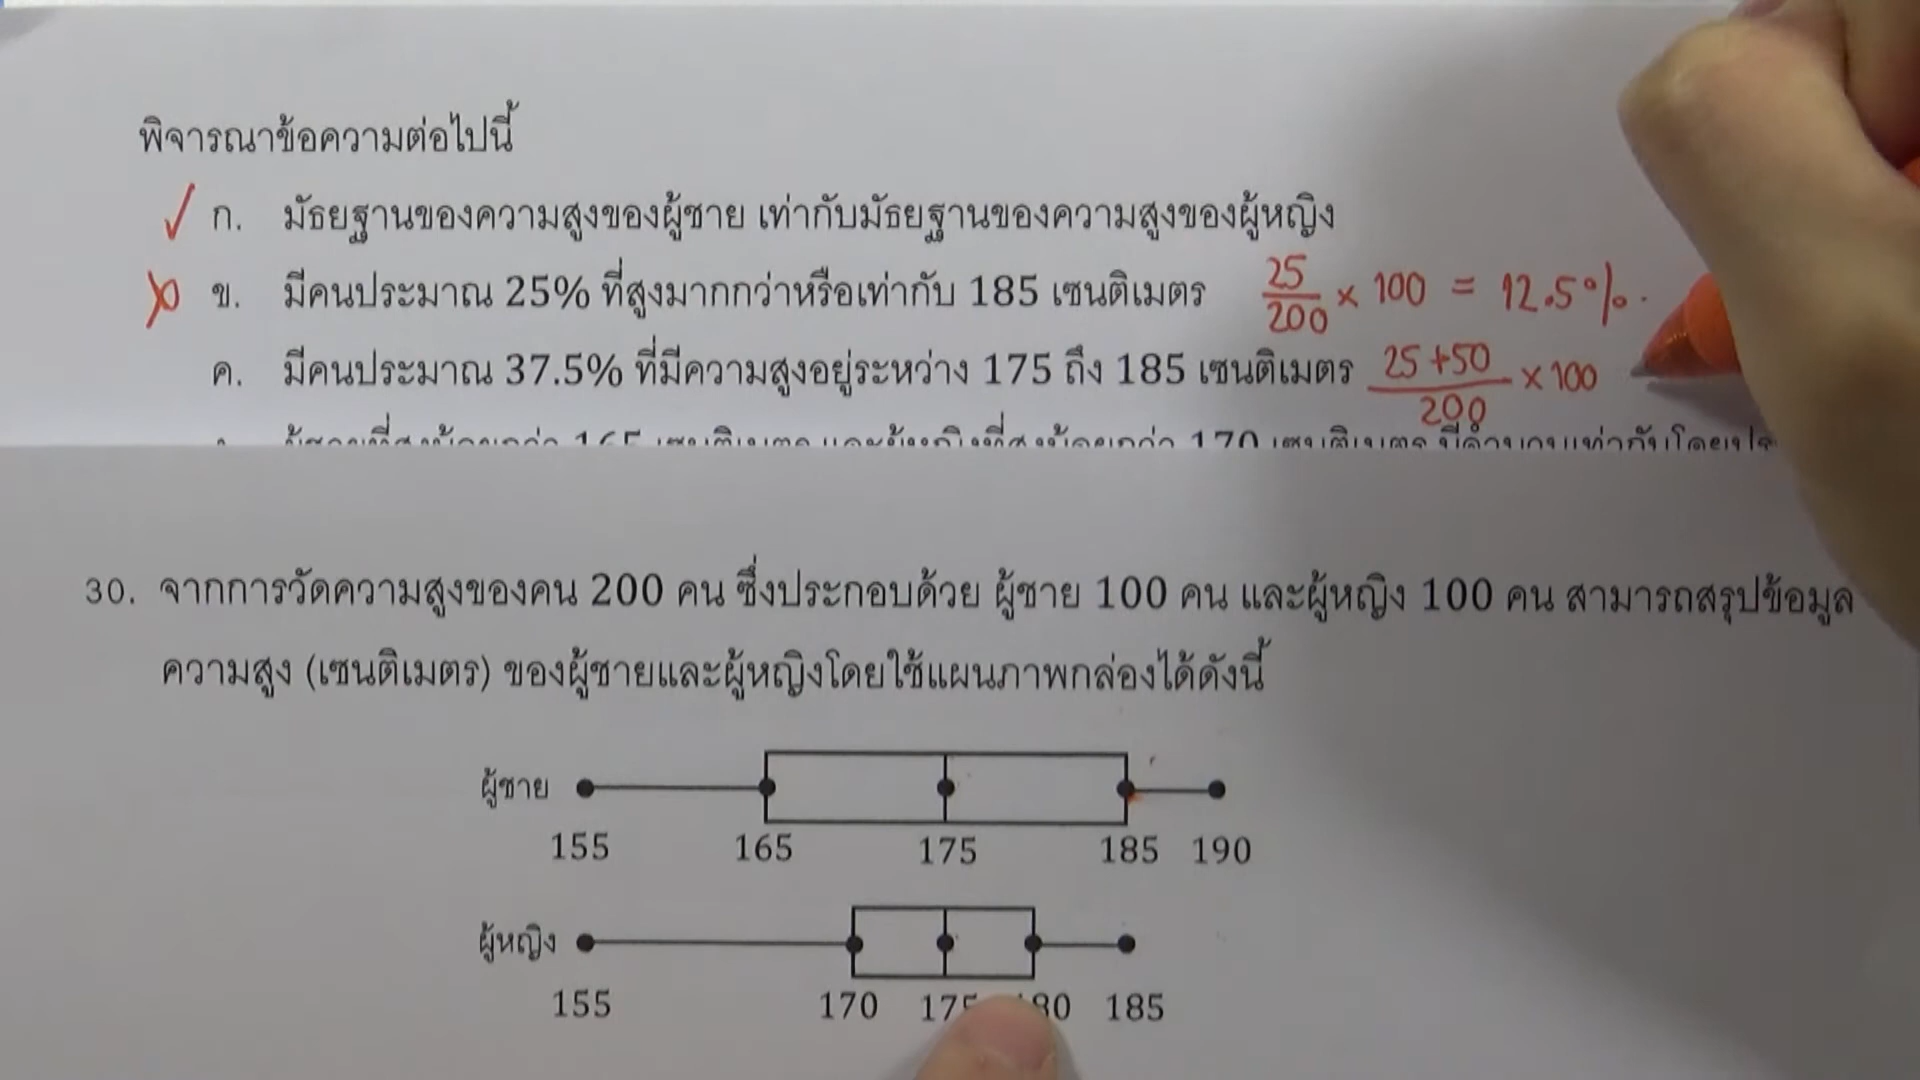 พิจารณาข้อความต่อไปนี้
✓ ก. มัธยฐานของความสูงของผู้ชาย เท่ากับมัธยฐานของความสูงของผู้หญิง
ข. มีคนประมาณ 25% ที่สูงมากกว่าหรือเท่ากับ 185 เซนติเมตร 25/200 × 100 = 12.5%.
ค. มีคนประมาณ 37.5% ที่มีความสูงอยู่ระหว่าง 175 ถึง 185 เซนติเมตร 25+50/200 × 100
30. จากการวัดความสูงของคน 200 คน ซึ่งประกอบด้วย ผู้ชาย 100 คน และผู้หญิง 100 คน สามารถสรุปข้อมูล
ความสูง (เซนติเมตร) ของผู้ชายและผู้หญิงโดยใช้แผนภาพกล่องได้ดังนี้
ผู้ชาย
155 165 175 185 190
ผู้หญิง
155 170 185